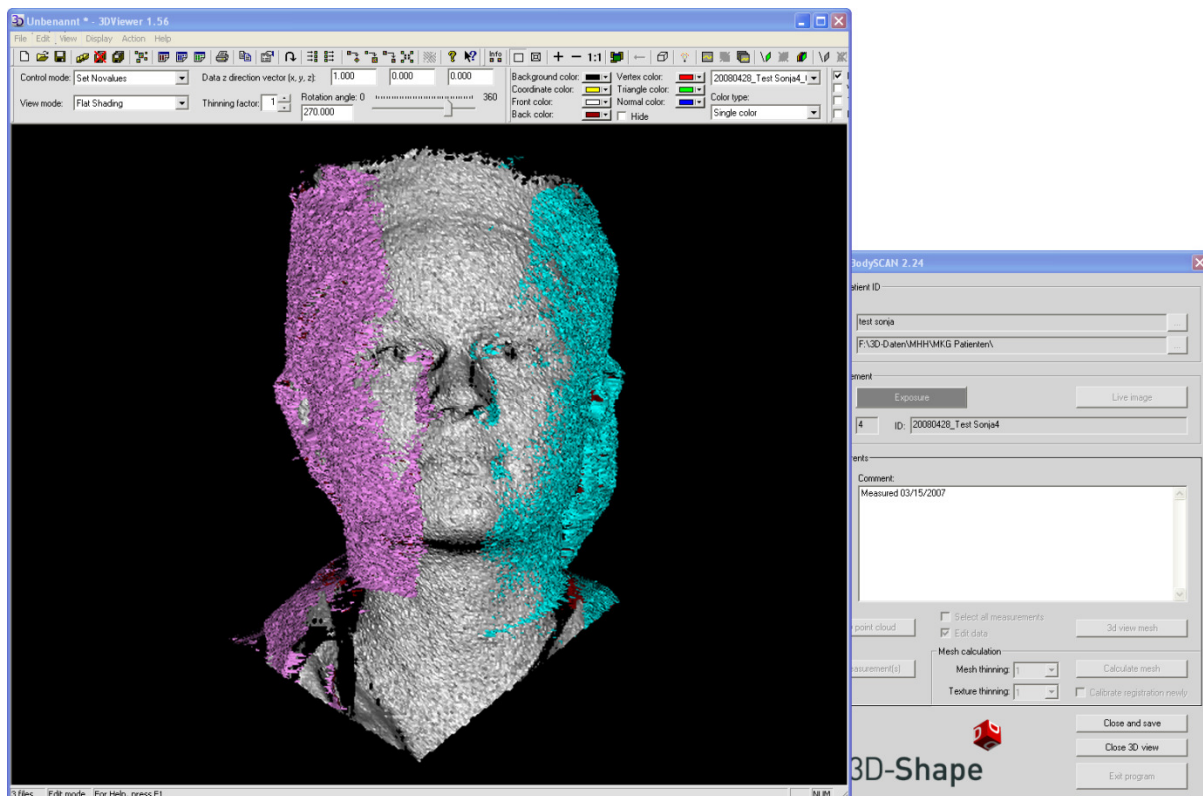 Unbenannt * - 3DViewer 1.56
File Edit View Display Action Help
1:1
Info
Control mode: Set Novalues
Data z direction vector (x, y, z): 1.000 0.000 0.000
View mode: Flat Shading
Thinning factor: 1
Rotation angle: 0 360
270.000
Background color:
Coordinate color:
Front color:
Back color:
Vertex color:
Triangle color:
Normal color:
Hide
20080428_Test Sonja4_
Color type:
Single color
3 files Edit mode For Help, press F1 NUM
BodySCAN 2.24
atient ID
test sonja
F:\3D-Daten\MHH\MKG Patienten\
ement
Exposure
Live image
4 ID: 20080428_Test Sonja4
ents
Comment:
Measured 03/15/2007
point cloud
Select all measurements
Edit data
3d view mesh
asurement(s)
Mesh calculation
Mesh thinning: 1
Texture thinning: 1
Calculate mesh
Calibrate registration newly
Close and save
Close 3D view
Exit program
3D-Shape